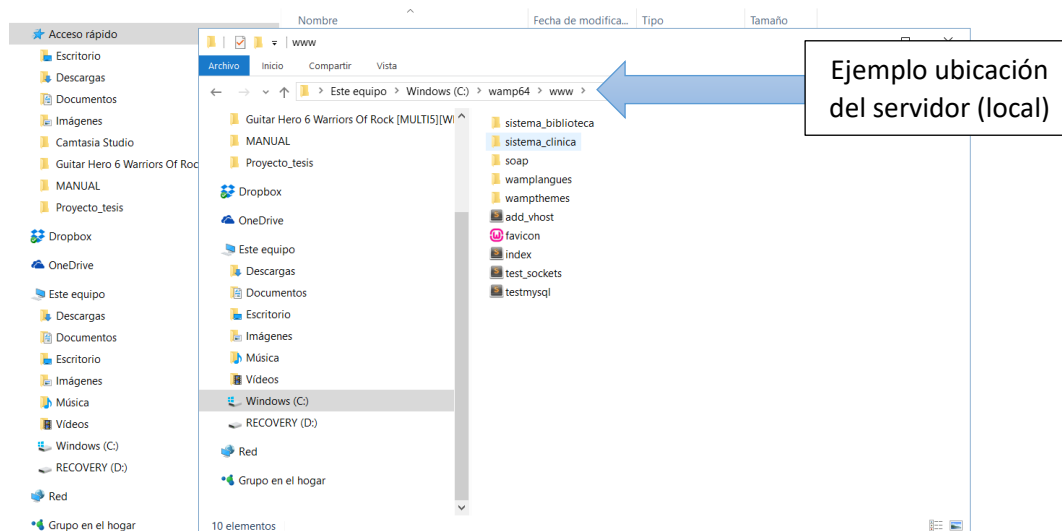 Nombre
Fecha de modifica...
Tipo
Tamaño
Acceso rápido
Escritorio
Descargas
Documentos
Imágenes
Camtasia Studio
Guitar Hero 6 Warriors Of Roc
MANUAL
Proyecto_tesis
Dropbox
OneDrive
Este equipo
Descargas
Documentos
Escritorio
Imágenes
Música
Vídeos
Windows (C:)
RECOVERY (D:)
Red
Grupo en el hogar
www
Archivo
Inicio
Compartir
Vista
Este equipo > Windows (C:) > wamp64 > www >
Guitar Hero 6 Warriors Of Rock [MULTI5][WI
MANUAL
Proyecto_tesis
Dropbox
OneDrive
Este equipo
Descargas
Documentos
Escritorio
Imágenes
Música
Vídeos
Windows (C:)
RECOVERY (D:)
Red
Grupo en el hogar
sistema_biblioteca
sistema_clinica
soap
wamplangues
wampthemes
add_vhost
favicon
index
test_sockets
testmysql
10 elementos
Ejemplo ubicación
del servidor (local)